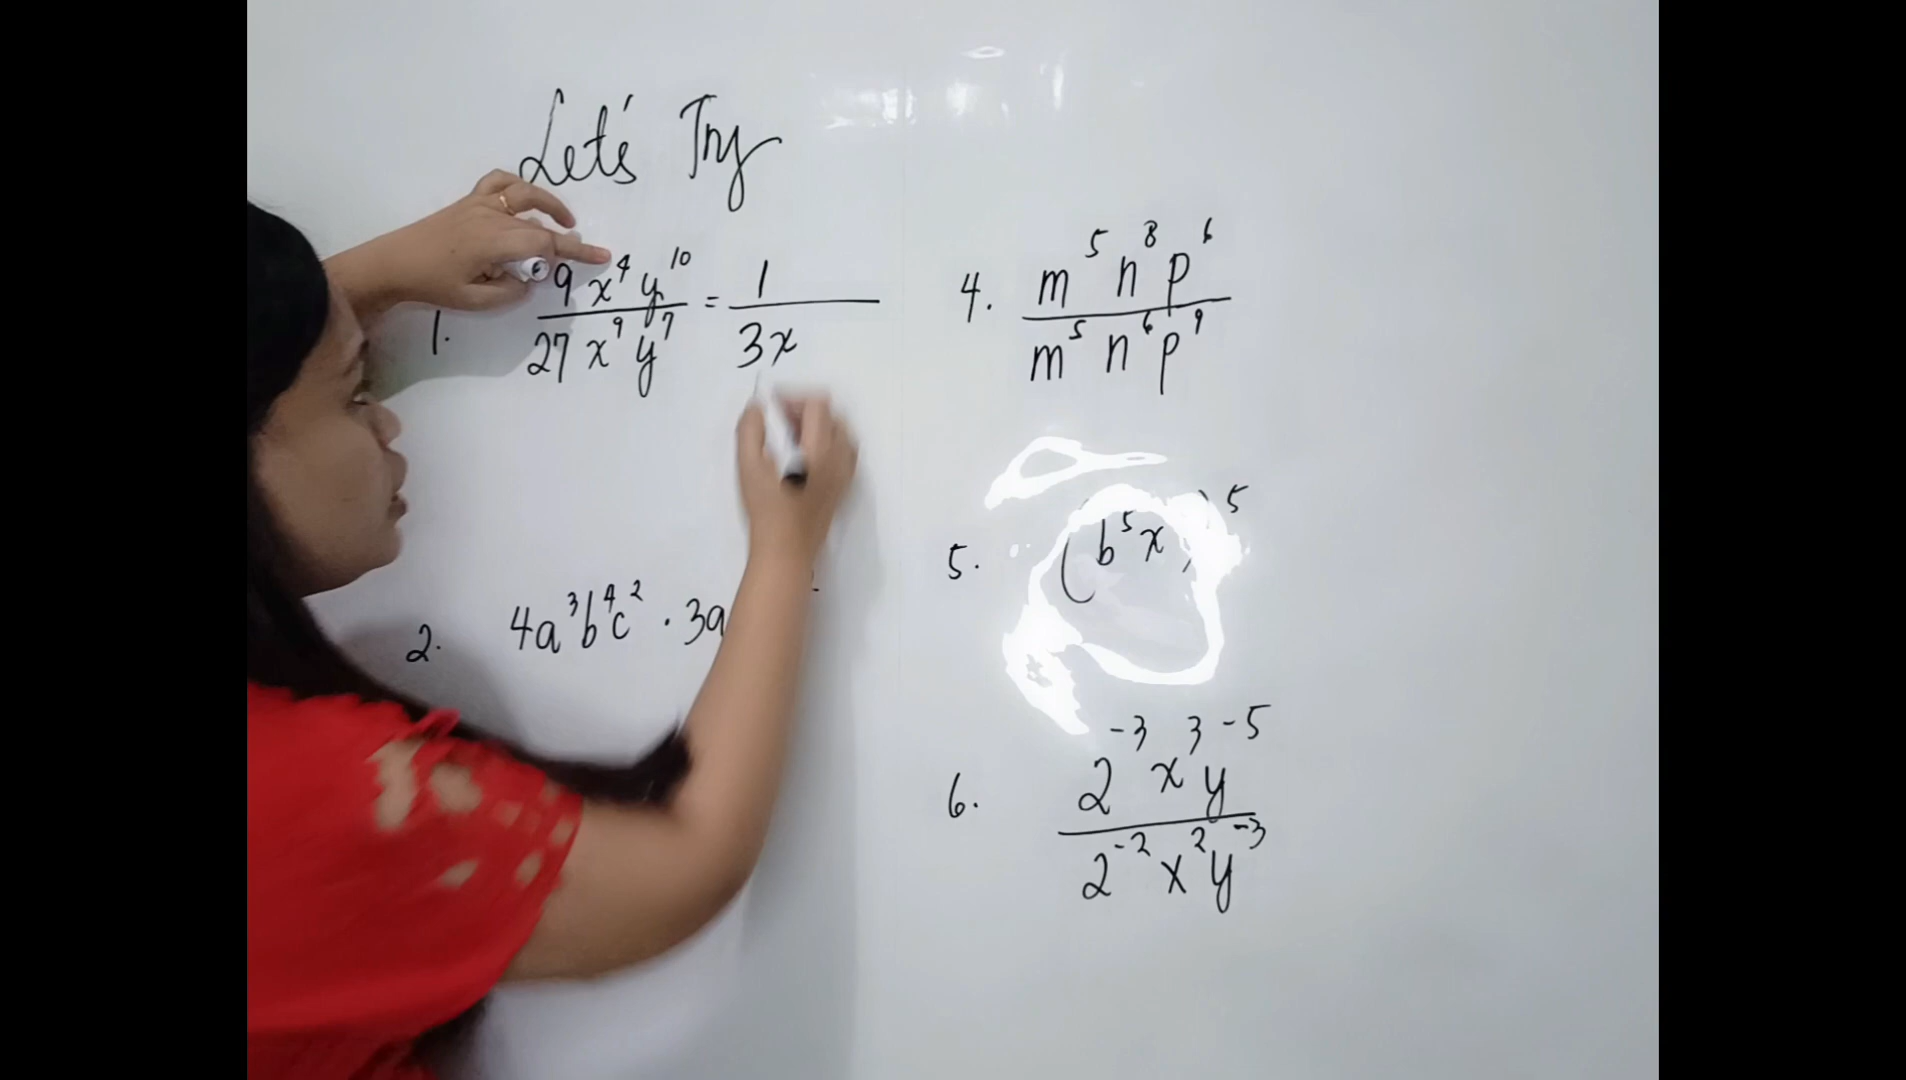 Let's Try
1. 9x⁴y¹⁰ / 27x⁹y⁷ = 1 / 3x
2. 4a³b⁴c² · 3a
4. m⁵n⁸p⁶ / m⁵n⁶p⁹
5. (b⁵x)⁵
6. 2⁻³x³y⁻⁵ / 2⁻²x²y⁻³